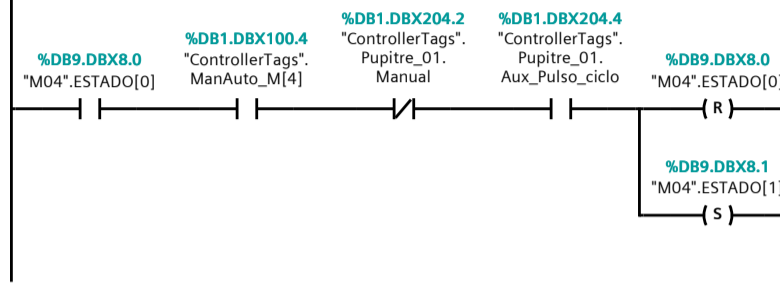 %DB9.DBX8.0
"M04".ESTADO[0]
%DB1.DBX100.4
"ControllerTags".
ManAuto_M[4]
%DB1.DBX204.2
"ControllerTags".
Pupitre_01.
Manual
%DB1.DBX204.4
"ControllerTags".
Pupitre_01.
Aux_Pulso_ciclo
%DB9.DBX8.0
"M04".ESTADO[0]
R
%DB9.DBX8.1
"M04".ESTADO[1]
S